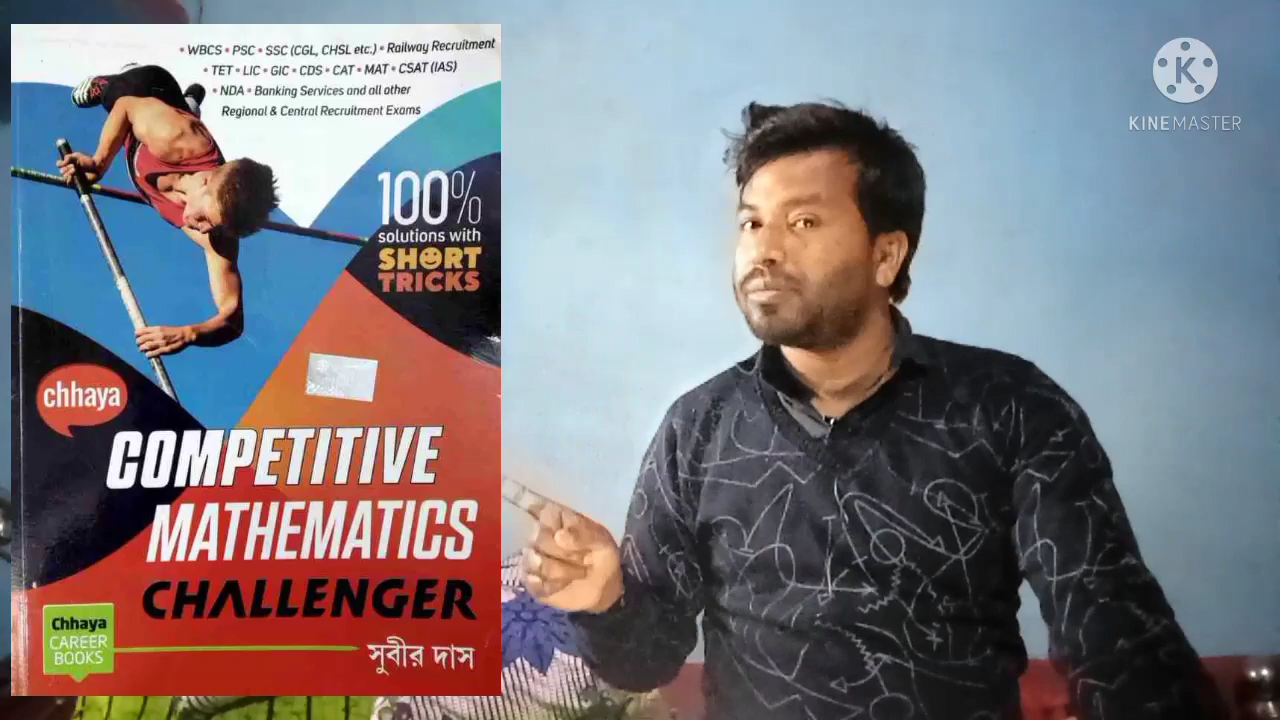 • WBCS • PSC • SSC (CGL, CHSL etc.) • Railway Recruitment
• TET • LIC • GIC • CDS • CAT • MAT • CSAT (IAS)
• NDA • Banking Services and all other
Regional & Central Recruitment Exams
100%
solutions with
SHORT
TRICKS
chhaya
COMPETITIVE
MATHEMATICS
CHALLENGER
Chhaya
CAREER
BOOKS
সুবীর দাস
K
KINEMASTER